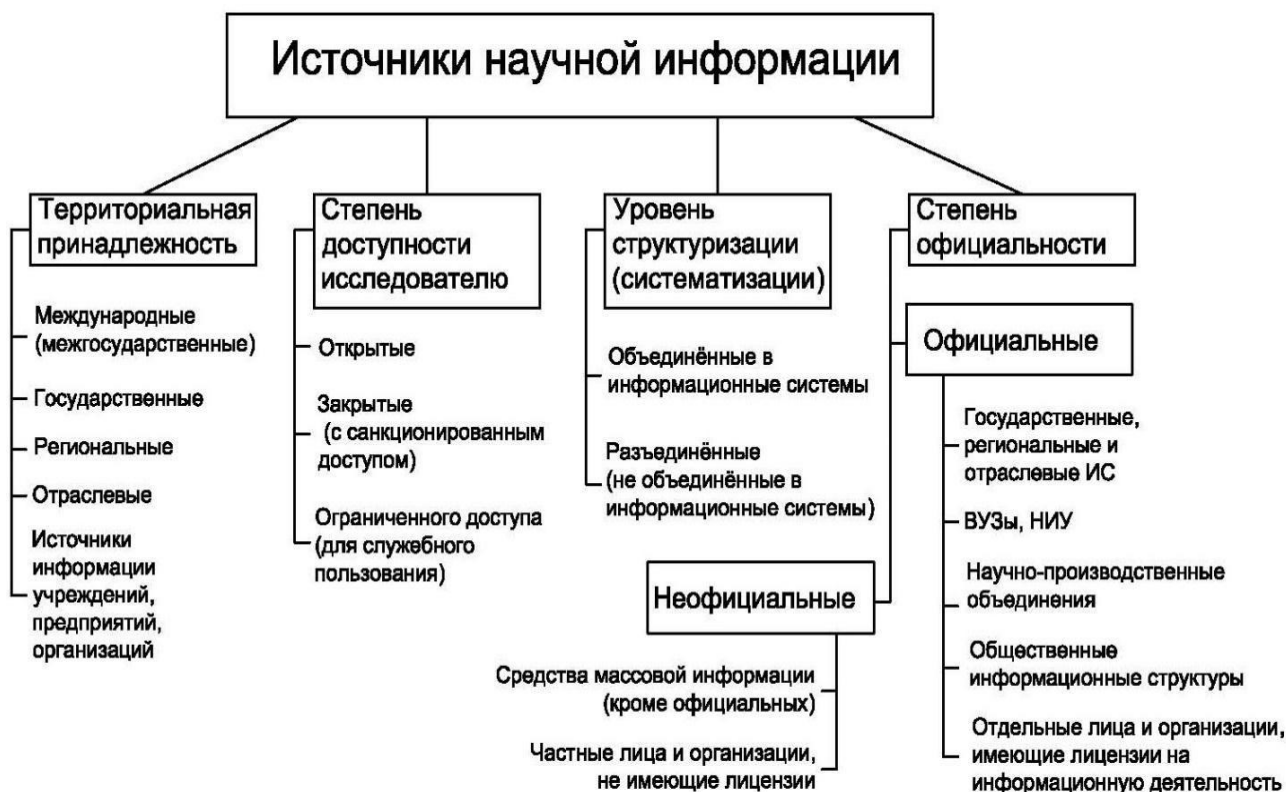 Источники научной информации
Территориальная
принадлежность
Международные
(межгосударственные)
Государственные
Региональные
Отраслевые
Источники
информации
учреждений,
предприятий,
организаций
Степень
доступности
исследователю
Открытые
Закрытые
(с санкционированным
доступом)
Ограниченного доступа
(для служебного
пользования)
Уровень
структуризации
(систематизации)
Объединённые в
информационные системы
Разъединённые
(не объединённые в
информационные системы)
Степень
официальности
Официальные
Государственные,
региональные и
отраслевые ИС
ВУЗы, НИУ
Научно-производственные
объединения
Общественные
информационные структуры
Отдельные лица и организации,
имеющие лицензии на
информационную деятельность
Неофициальные
Средства массовой информации
(кроме официальных)
Частные лица и организации,
не имеющие лицензии